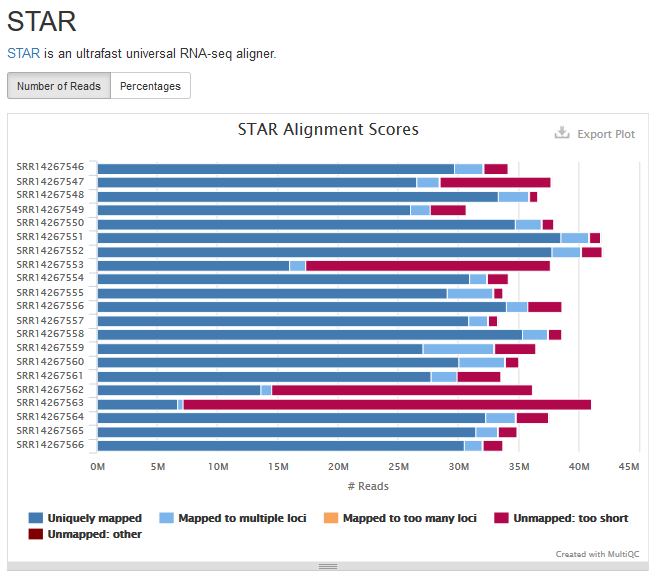 STAR
STAR is an ultrafast universal RNA-seq aligner.
Number of Reads Percentages
STAR Alignment Scores
Export Plot
SRR14267546
SRR14267547
SRR14267548
SRR14267549
SRR14267550
SRR14267551
SRR14267552
SRR14267553
SRR14267554
SRR14267555
SRR14267556
SRR14267557
SRR14267558
SRR14267559
SRR14267560
SRR14267561
SRR14267562
SRR14267563
SRR14267564
SRR14267565
SRR14267566
0M 5M 10M 15M 20M 25M 30M 35M 40M 45M
# Reads
Uniquely mapped Mapped to multiple loci Mapped to too many loci Unmapped: too short
Unmapped: other
Created with MultiQC